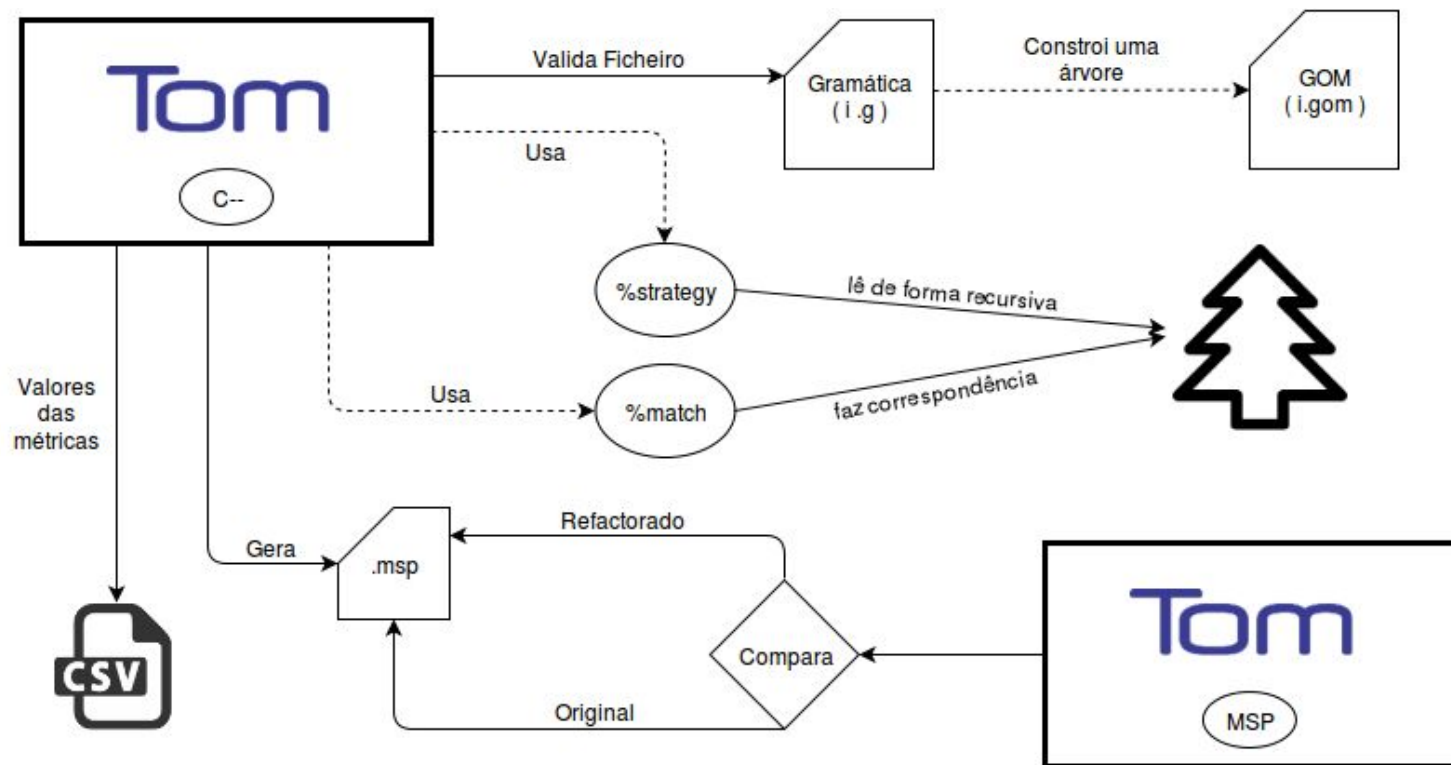 Tom
C--
Valida Ficheiro
Gramática
( i .g )
Constroi uma
árvore
GOM
( i.gom )
Usa
%strategy
lê de forma recursiva
Usa
%match
faz correspondência
Valores
das
métricas
Gera
.msp
Refactorado
Compara
Original
CSV
Tom
MSP